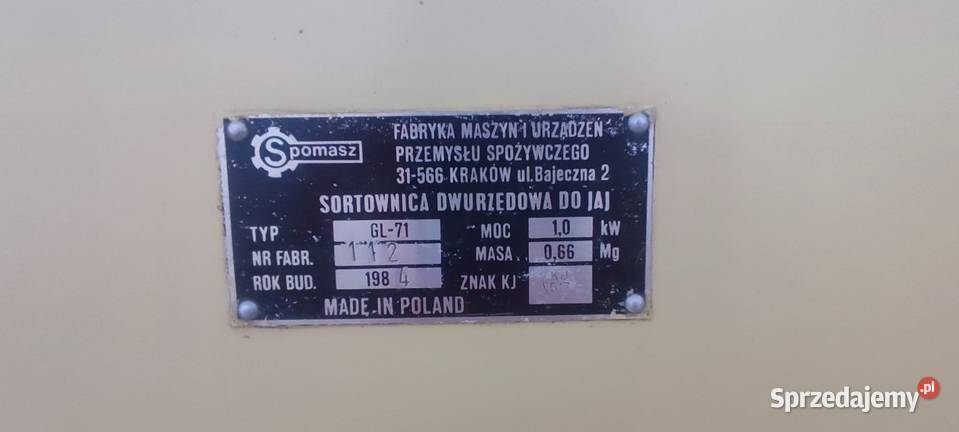 Spomasz
FABRYKA MASZYN I URZĄDZEŃ
PRZEMYSŁU SPOŻYWCZEGO
31-566 KRAKÓW ul. Bajeczna 2
SORTOWNICA DWURZĘDOWA DO JAJ
TYP GL-71 MOC 1,0 kW
NR FABR. 112 MASA 0,66 Mg
ROK BUD. 1984 ZNAK KJ KJ
MADE IN POLAND
Sprzedajemy.pl